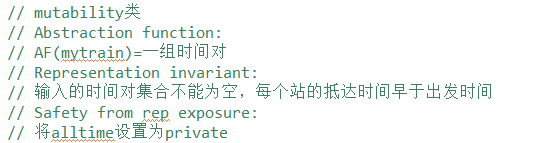 // mutability类
// Abstraction function:
// AF(mytrain)=一组时间对
// Representation invariant:
// 输入的时间对集合不能为空，每个站的抵达时间早于出发时间
// Safety from rep exposure:
// 将alltime设置为private